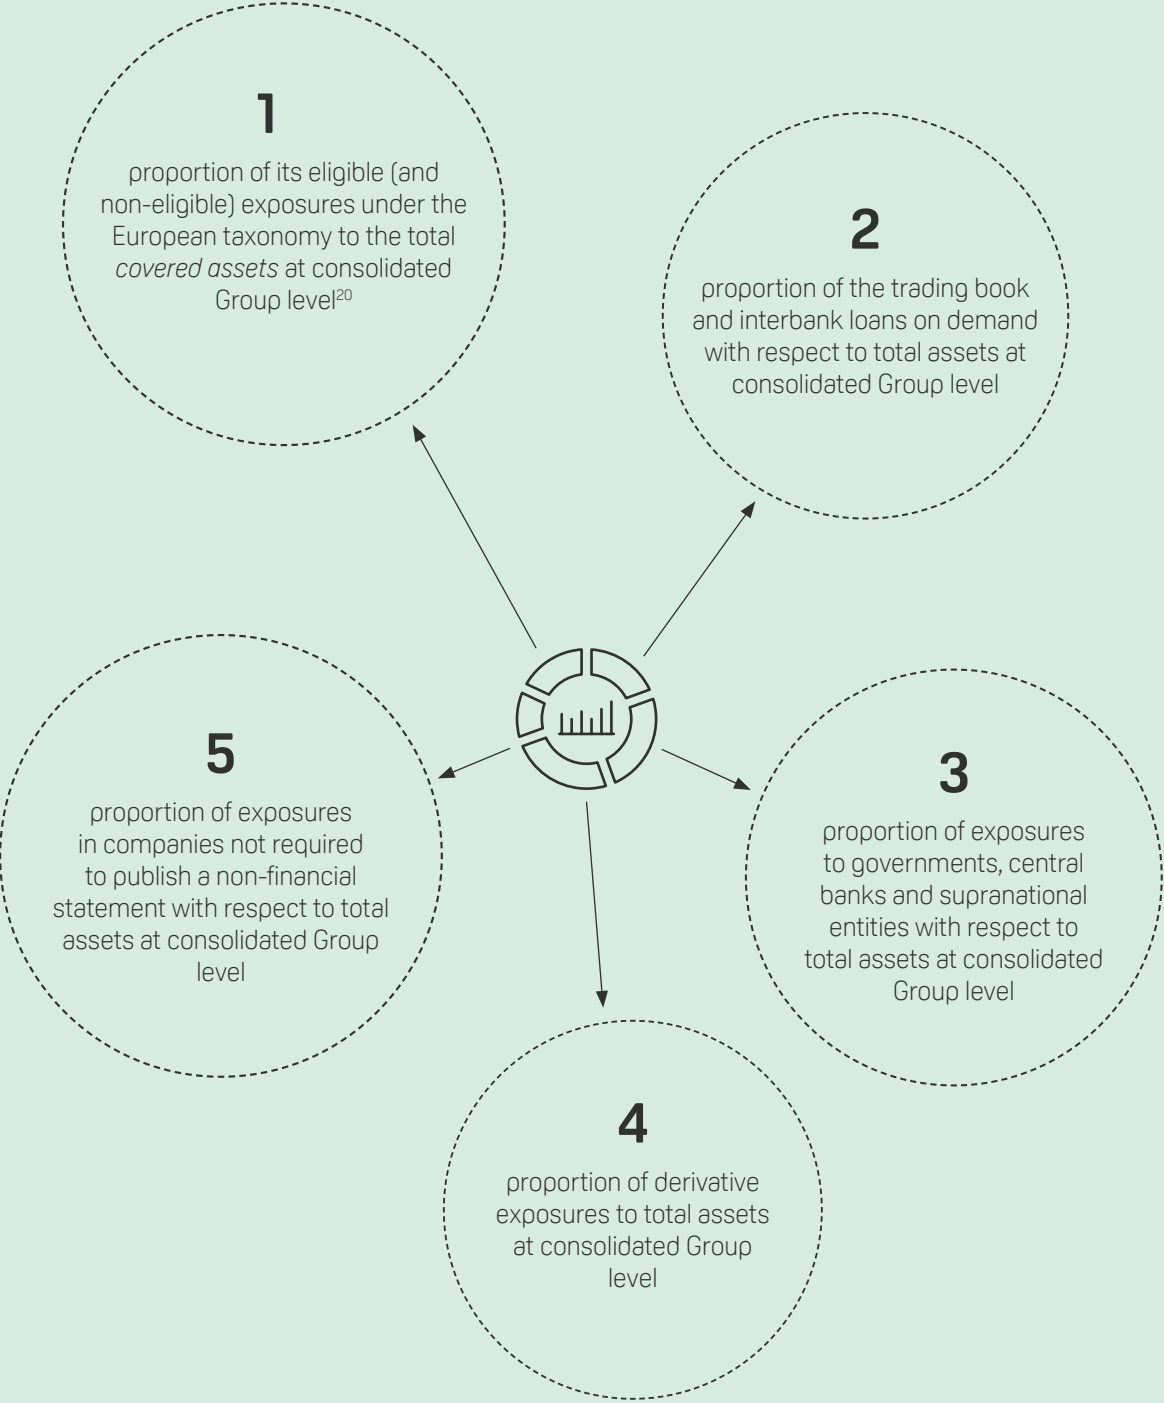 1
proportion of its eligible (and
non-eligible) exposures under the
European taxonomy to the total
covered assets at consolidated
Group level20
2
proportion of the trading book
and interbank loans on demand
with respect to total assets at
consolidated Group level
3
proportion of exposures
to governments, central
banks and supranational
entities with respect to
total assets at consolidated
Group level
4
proportion of derivative
exposures to total assets
at consolidated Group
level
5
proportion of exposures
in companies not required
to publish a non-financial
statement with respect to total
assets at consolidated Group
level